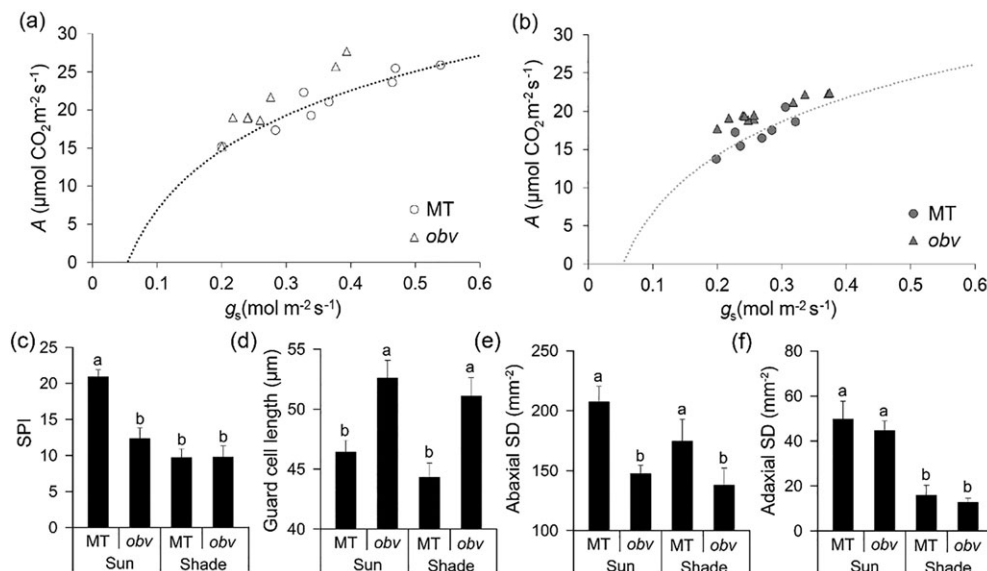 (a)
30
25
20
15
10
5
0
A (µmol CO₂m⁻² s⁻¹)
0 0.1 0.2 0.3 0.4 0.5 0.6
gₛ(mol m⁻² s⁻¹)
MT
obv
(b)
30
25
20
15
10
5
0
A (µmol CO₂m⁻² s⁻¹)
0 0.1 0.2 0.3 0.4 0.5 0.6
gₛ(mol m⁻² s⁻¹)
MT
obv
(c)
25
20
15
10
5
0
SPI
a b b b
MT obv MT obv
Sun Shade
(d)
55
50
45
40
Guard cell length (µm)
b a b a
MT obv MT obv
Sun Shade
(e)
250
200
150
100
Abaxial SD (mm⁻²)
a b a b
MT obv MT obv
Sun Shade
(f)
80
60
40
20
0
Adaxial SD (mm⁻²)
a a b b
MT obv MT obv
Sun Shade